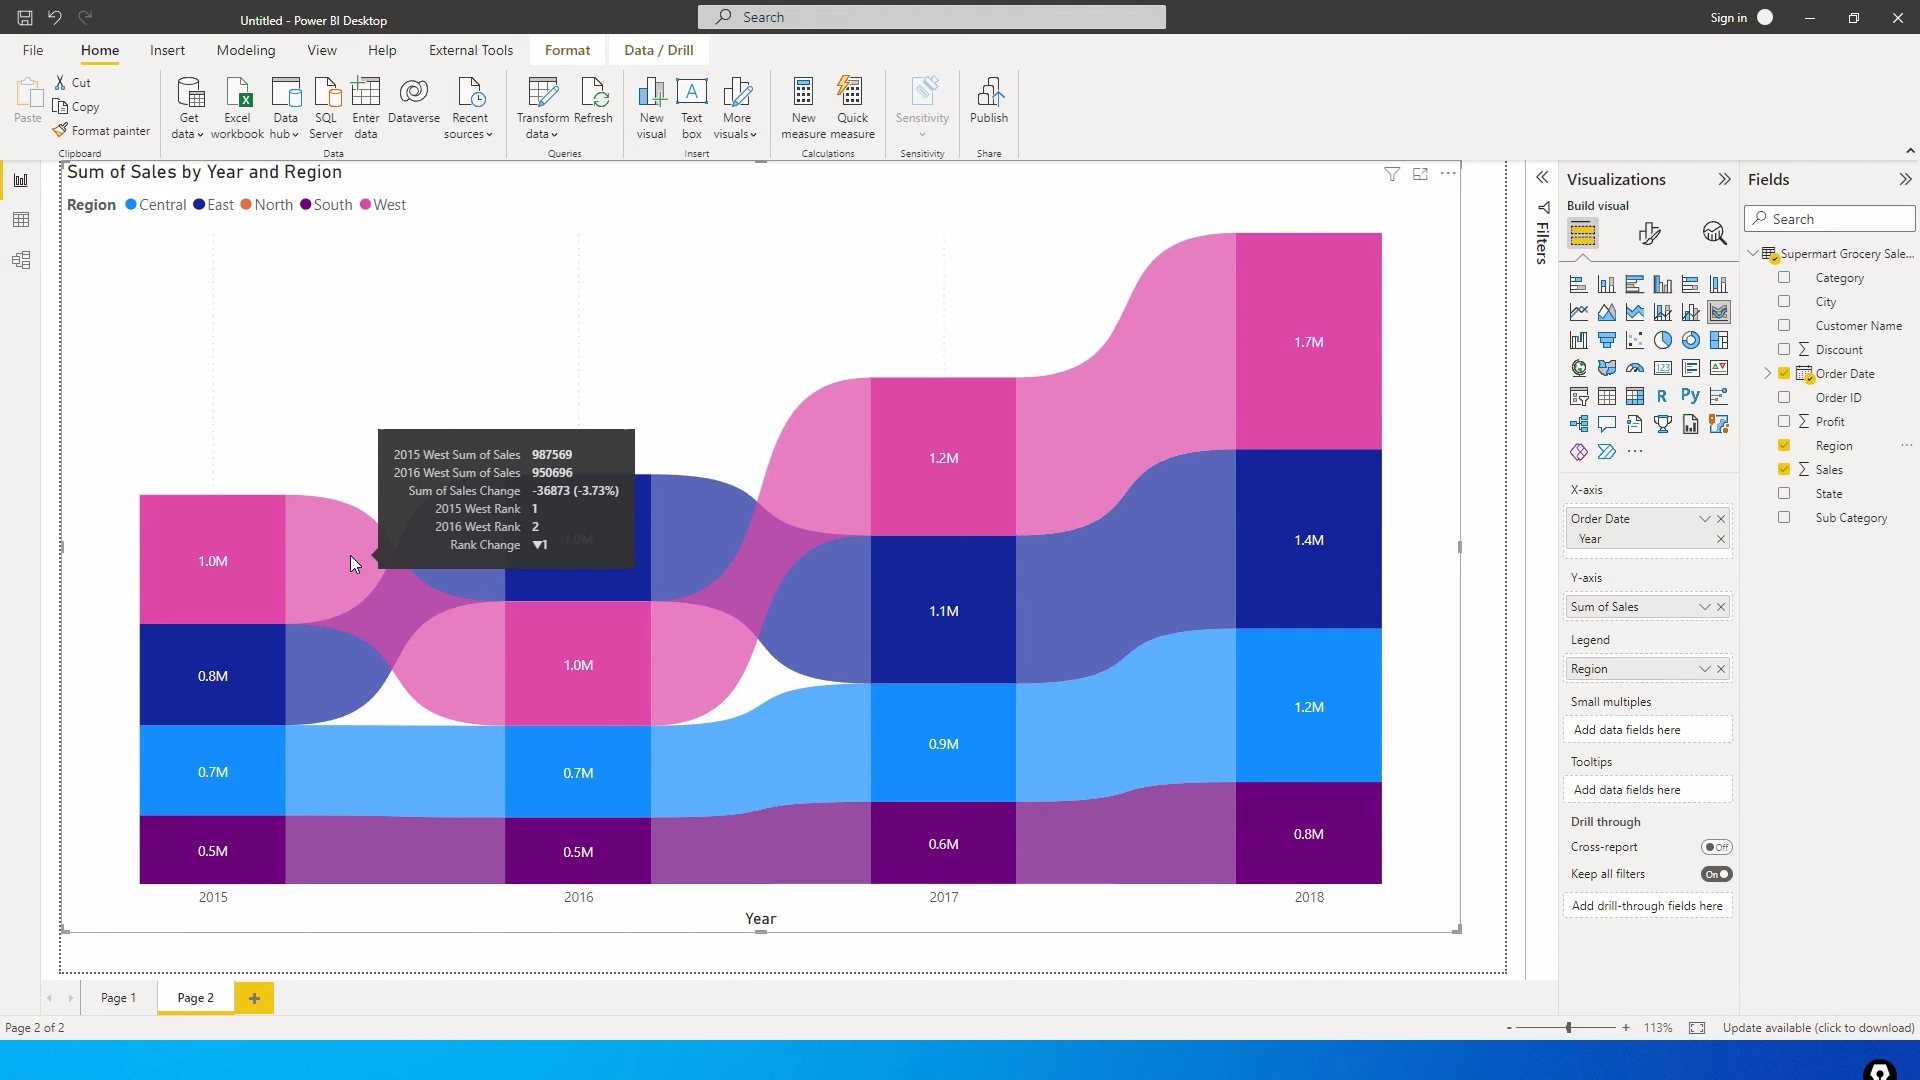 Untitled - Power BI Desktop
Search
Sign in
File Home Insert Modeling View Help External Tools Format Data / Drill
Paste
Cut
Copy
Format painter
Clipboard
Get data
Excel workbook
Data hub
SQL Server
Enter data
Dataverse
Recent sources
Data
Transform data
Refresh
Queries
New visual
Text box
More visuals
Insert
New measure
Quick measure
Calculations
Sensitivity
Sensitivity
Publish
Share
Sum of Sales by Year and Region
Region Central East North South West
2015 West Sum of Sales 987569
2016 West Sum of Sales 950696
Sum of Sales Change -36873 (-3.73%)
2015 West Rank 1
2016 West Rank 2
Rank Change ▼1
1.0M
0.8M
0.7M
0.5M
1.0M
1.0M
0.7M
0.5M
1.2M
1.1M
0.9M
0.6M
1.7M
1.4M
1.2M
0.8M
2015 2016 2017 2018
Year
Filters
Visualizations
Build visual
123
R
Py
X-axis
Order Date
Year
Y-axis
Sum of Sales
Legend
Region
Small multiples
Add data fields here
Tooltips
Add data fields here
Drill through
Cross-report Off
Keep all filters On
Add drill-through fields here
Fields
Search
Supermart Grocery Sale...
Category
City
Customer Name
Discount
Order Date
Order ID
Profit
Region
Sales
State
Sub Category
Page 1 Page 2
Page 2 of 2
- + 113%
Update available (click to download)